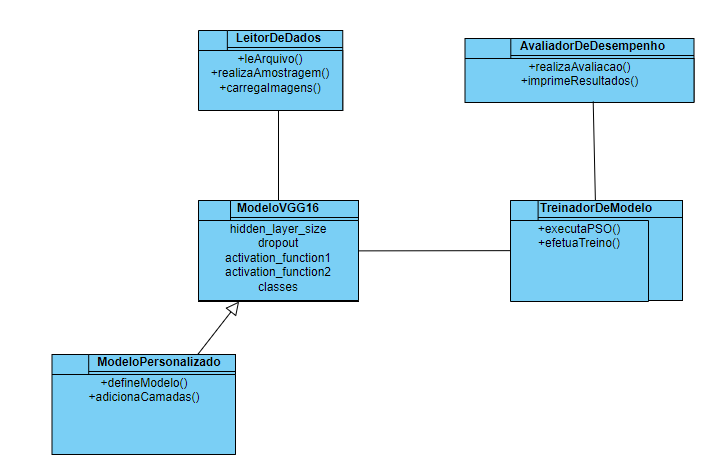 LeitorDeDados
+leArquivo()
+realizaAmostragem()
+carregaImagens()
AvaliadorDeDesempenho
+realizaAvaliacao()
+imprimeResultados()
ModeloVGG16
hidden_layer_size
dropout
activation_function1
activation_function2
classes
TreinadorDeModelo
+executaPSO()
+efetuaTreino()
ModeloPersonalizado
+defineModelo()
+adicionaCamadas()